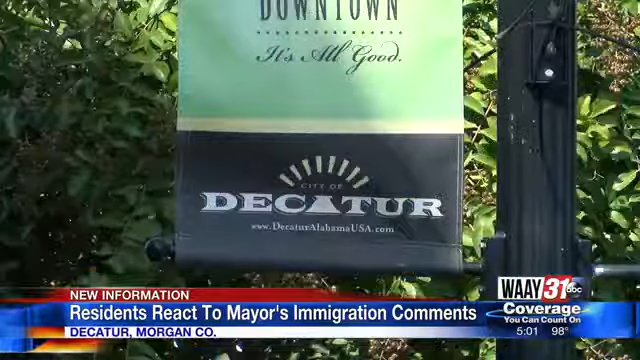 DOWNTOWN
It's All Good.
CITY OF
DECATUR
www.DecaturAlabamaUSA.com
NEW INFORMATION
Residents React To Mayor's Immigration Comments
DECATUR, MORGAN CO.
WAAY 31 abc
Coverage
You Can Count On
5:01 98°